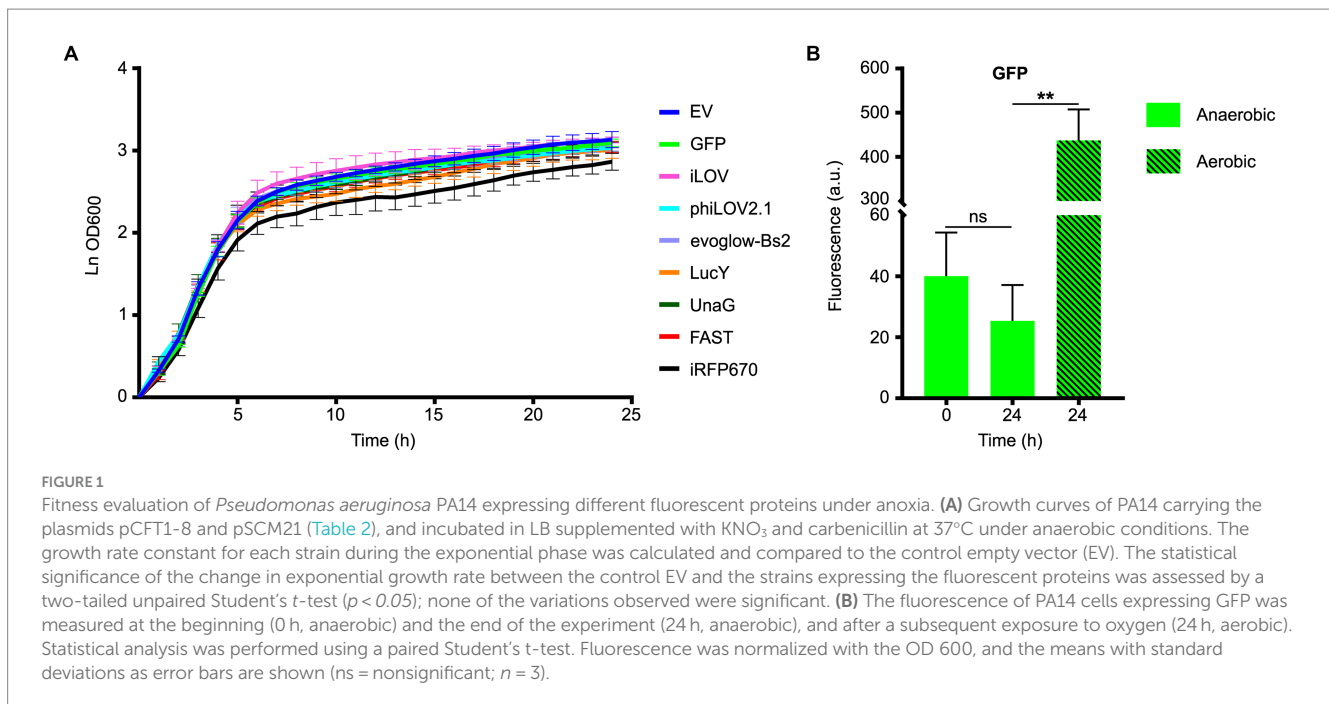 A
4
3
2
1
0
5
10
15
20
25
Ln OD600
Time (h)
EV
GFP
iLOV
phiLOV2.1
evoglow-Bs2
LucY
UnaG
FAST
iRFP670
B
GFP
600
500
400
300
60
40
20
0
Fluorescence (a.u.)
**
ns
0
24
24
Time (h)
Anaerobic
Aerobic
FIGURE 1
Fitness evaluation of Pseudomonas aeruginosa PA14 expressing different fluorescent proteins under anoxia. (A) Growth curves of PA14 carrying the
plasmids pCFT1-8 and pSCM21 (Table 2), and incubated in LB supplemented with KNO₃ and carbenicillin at 37°C under anaerobic conditions. The
growth rate constant for each strain during the exponential phase was calculated and compared to the control empty vector (EV). The statistical
significance of the change in exponential growth rate between the control EV and the strains expressing the fluorescent proteins was assessed by a
two-tailed unpaired Student's t-test (p < 0.05); none of the variations observed were significant. (B) The fluorescence of PA14 cells expressing GFP was
measured at the beginning (0 h, anaerobic) and the end of the experiment (24 h, anaerobic), and after a subsequent exposure to oxygen (24 h, aerobic).
Statistical analysis was performed using a paired Student's t-test. Fluorescence was normalized with the OD 600, and the means with standard
deviations as error bars are shown (ns = nonsignificant; n = 3).